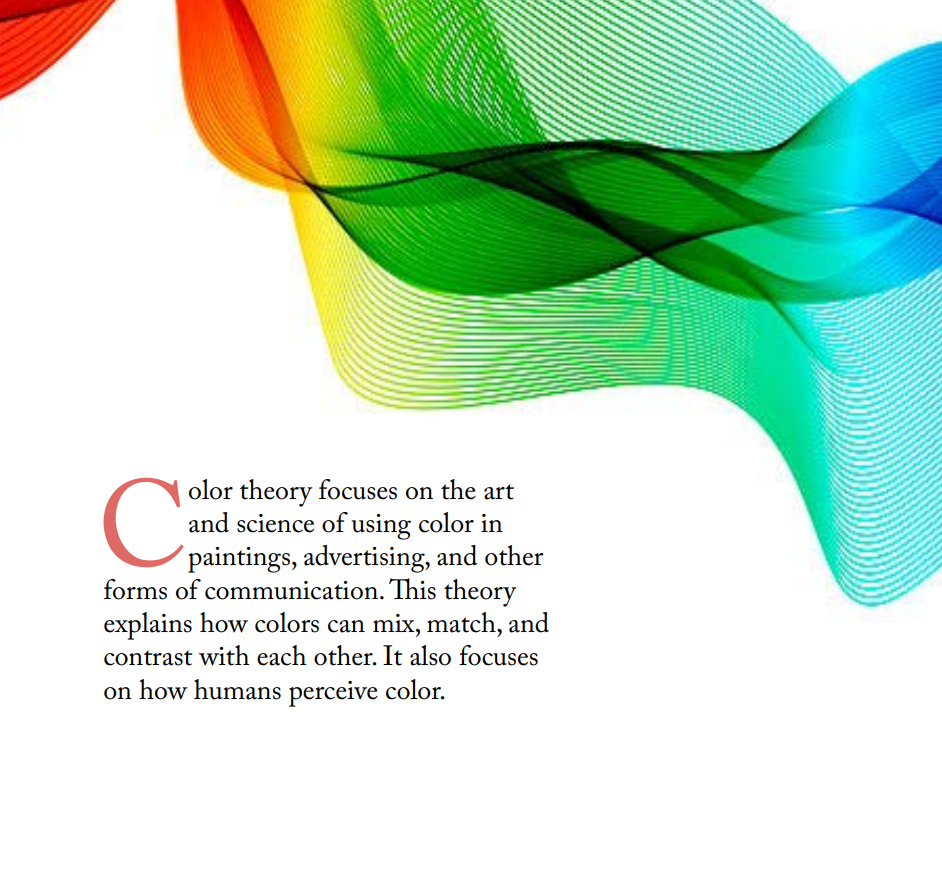 Color theory focuses on the art
and science of using color in
paintings, advertising, and other
forms of communication. This theory
explains how colors can mix, match, and
contrast with each other. It also focuses
on how humans perceive color.